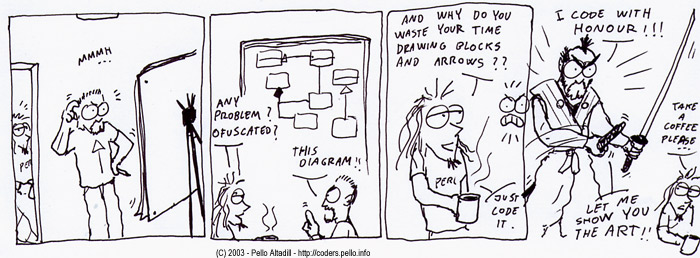 MMMH
...
PER
ANY
PROBLEM?
OFUSCATED?
THIS
DIAGRAM!!
AND WHY DO YOU
WASTE YOUR TIME
DRAWING BLOCKS
AND ARROWS??
PERL
JUST
CODE
IT.
I CODE WITH
HONOUR!!!
TAKE
A
COFFEE
PLEASE...
LET ME
SHOW YOU
THE ART!!
(C) 2003 - Pello Altadill - http://coders.pello.info